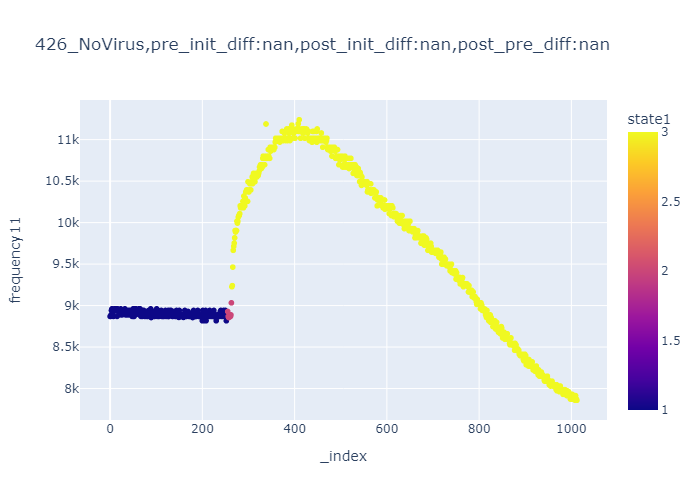 426_NoVirus,pre_init_diff:nan,post_init_diff:nan,post_pre_diff:nan
state1
3
2.5
2
1.5
1
frequency11
11k
10.5k
10k
9.5k
9k
8.5k
8k
0
200
400
600
800
1000
_index